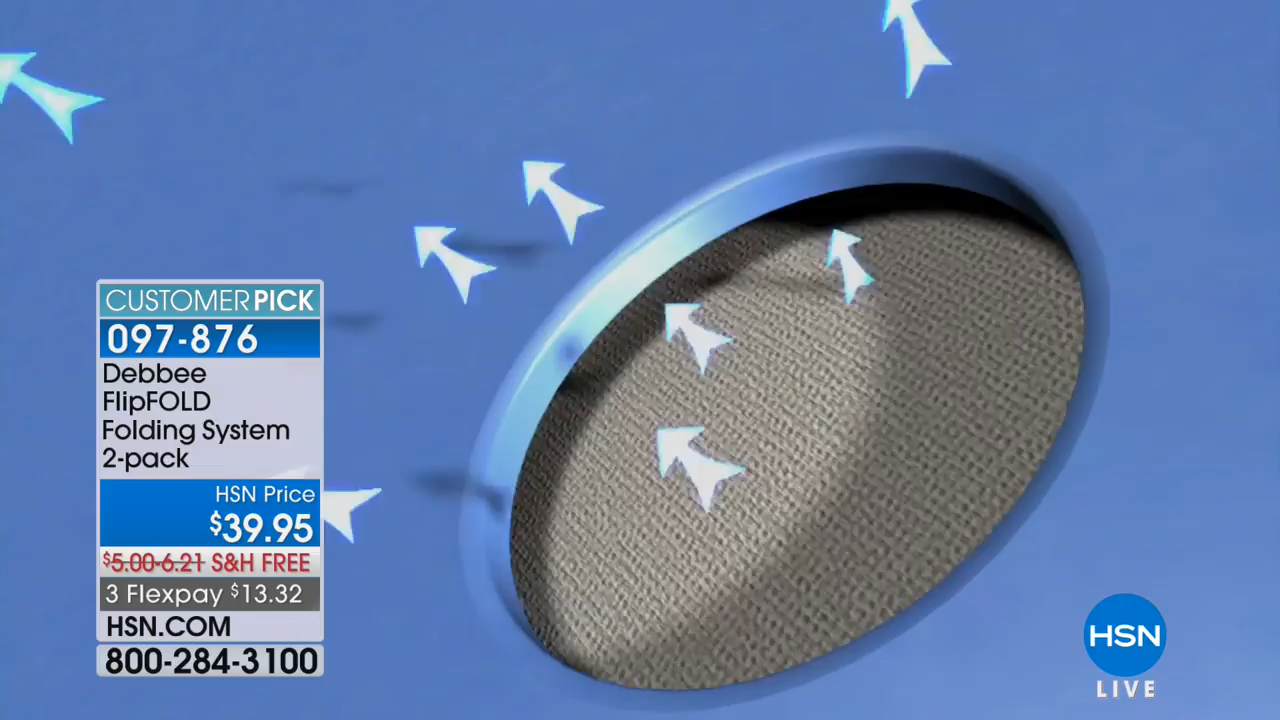 CUSTOMERPICK
097-876
Debbee
FlipFOLD
Folding System
2-pack
HSN Price
$39.95
$5.00-6.21 S&H FREE
3 Flexpay $13.32
HSN.COM
800-284-3100
HSN
LIVE